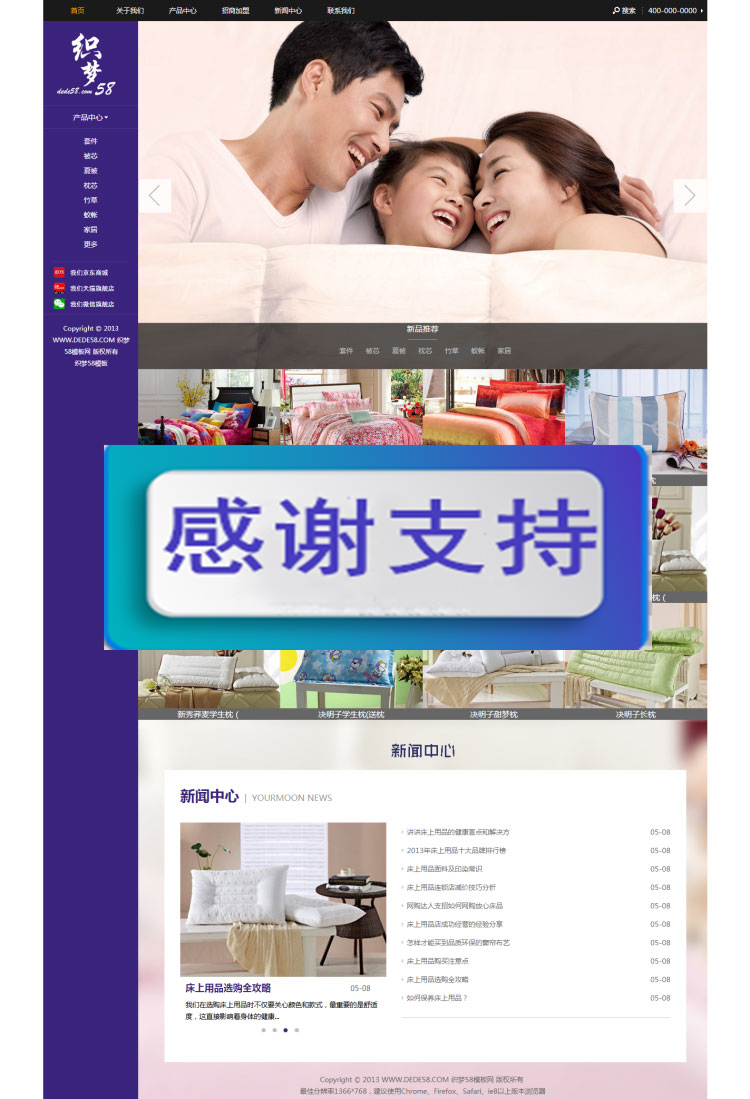 首页 关于我们 产品中心 招商加盟 新闻中心 联系我们 搜索 400-000-0000
织梦
dede58.com 58
产品中心
套件
被芯
夏被
枕芯
竹草
蚊帐
家居
更多
我们京东商城
我们天猫旗舰店
我们微信旗舰店
Copyright © 2013
WWW.DEDE58.COM 织梦
58模板网 版权所有
织梦58模板
新品推荐
套件 被芯 夏被 枕芯 竹草 蚊帐 家居
枕
感谢支持
枕 (
新秀荞麦学生枕 ( 决明子学生枕(送枕 决明子甜梦枕 决明子长枕
新闻中心
新闻中心 | YOURMOON NEWS
讲讲床上用品的健康盲点和解决方 05-08
2013年床上用品十大品牌排行榜 05-08
床上用品面料及印染常识 05-08
床上用品连锁店减价技巧分析 05-08
网购达人支招如何网购放心床品 05-08
床上用品店成功经营的经验分享 05-08
怎样才能买到品质环保的窗帘布艺 05-08
床上用品购买注意点 05-08
床上用品选购全攻略 05-08
如何保养床上用品? 05-08
床上用品选购全攻略 05-08
我们在选购床上用品时不仅要关心颜色和款式，最重要的是舒适
度，这直接影响着身体的健康...
Copyright © 2013 WWW.DEDE58.COM 织梦58模板网 版权所有
最佳分辨率1366*768，建议使用Chrome、Firefox、Safari、ie8以上版本浏览器